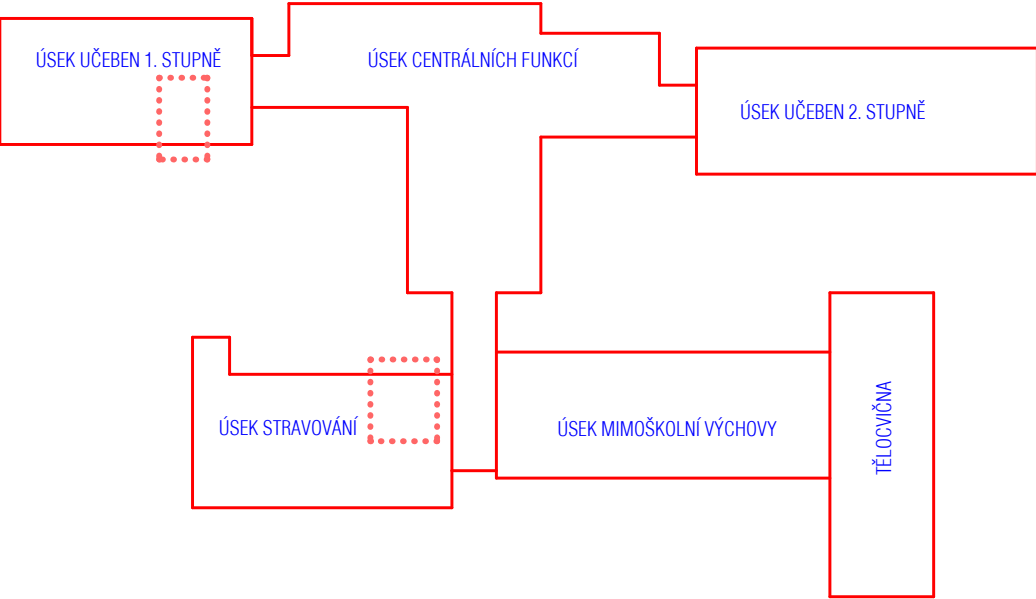 ÚSEK UČEBEN 1. STUPNĚ
ÚSEK CENTRÁLNÍCH FUNKCÍ
ÚSEK UČEBEN 2. STUPNĚ
ÚSEK STRAVOVÁNÍ
ÚSEK MIMOŠKOLNÍ VÝCHOVY
TĚLOCVIČNA